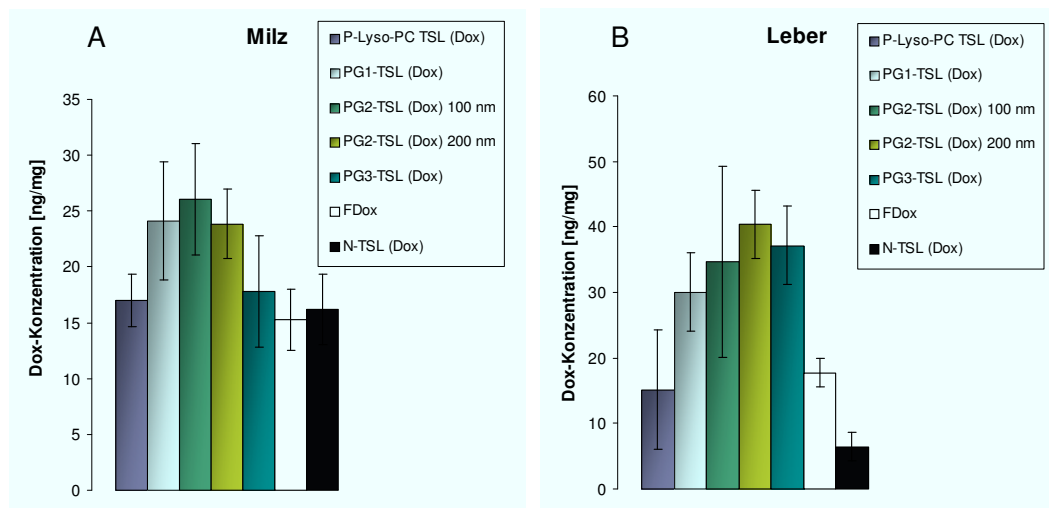 A
Milz
P-Lyso-PC TSL (Dox)
PG1-TSL (Dox)
PG2-TSL (Dox) 100 nm
PG2-TSL (Dox) 200 nm
PG3-TSL (Dox)
FDox
N-TSL (Dox)
Dox-Konzentration [ng/mg]
35
30
25
20
15
10
5
0
B
Leber
P-Lyso-PC TSL (Dox)
PG1-TSL (Dox)
PG2-TSL (Dox) 100 nm
PG2-TSL (Dox) 200 nm
PG3-TSL (Dox)
FDox
N-TSL (Dox)
Dox-Konzentration [ng/mg]
60
50
40
30
20
10
0